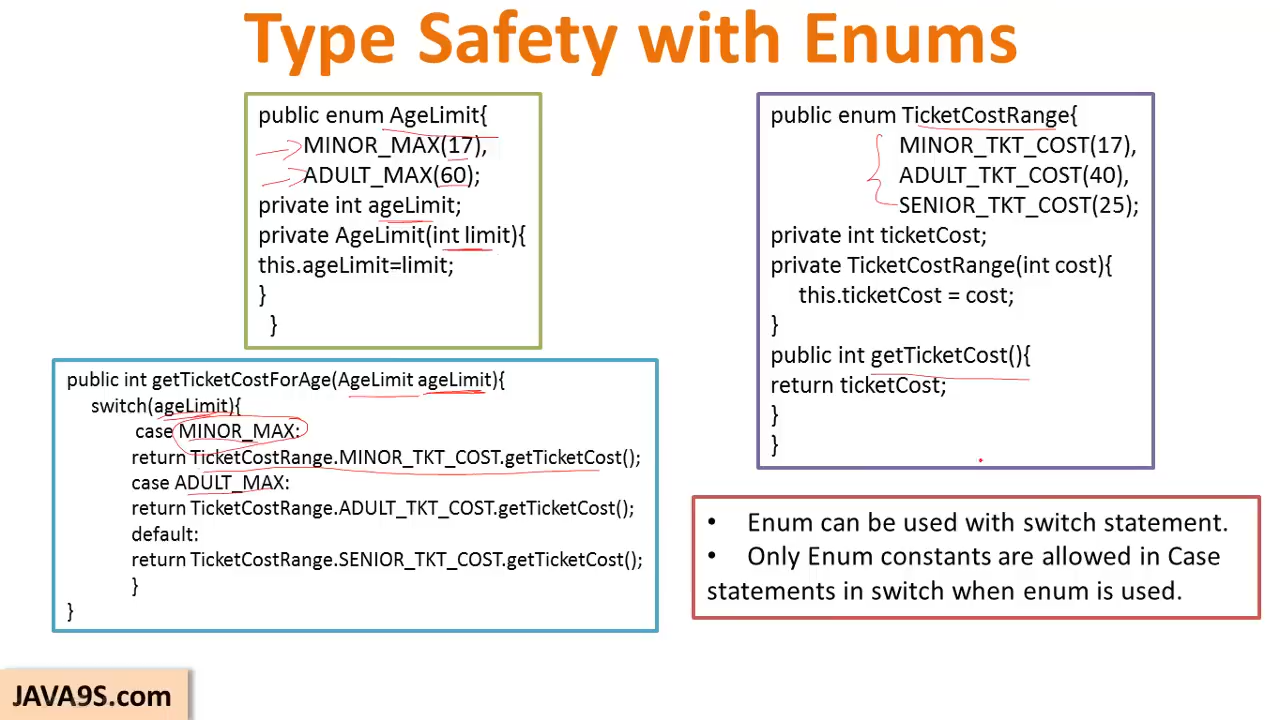 Type Safety with Enums
public enum AgeLimit{
MINOR_MAX(17),
ADULT_MAX(60);
private int ageLimit;
private AgeLimit(int limit){
this.ageLimit=limit;
}
}
public enum TicketCostRange{
MINOR_TKT_COST(17),
ADULT_TKT_COST(40),
SENIOR_TKT_COST(25);
private int ticketCost;
private TicketCostRange(int cost){
this.ticketCost = cost;
}
public int getTicketCost(){
return ticketCost;
}
}
public int getTicketCostForAge(AgeLimit ageLimit){
switch(ageLimit){
case MINOR_MAX:
return TicketCostRange.MINOR_TKT_COST.getTicketCost();
case ADULT_MAX:
return TicketCostRange.ADULT_TKT_COST.getTicketCost();
default:
return TicketCostRange.SENIOR_TKT_COST.getTicketCost();
}
}
• Enum can be used with switch statement.
• Only Enum constants are allowed in Case
statements in switch when enum is used.
JAVA9S.com